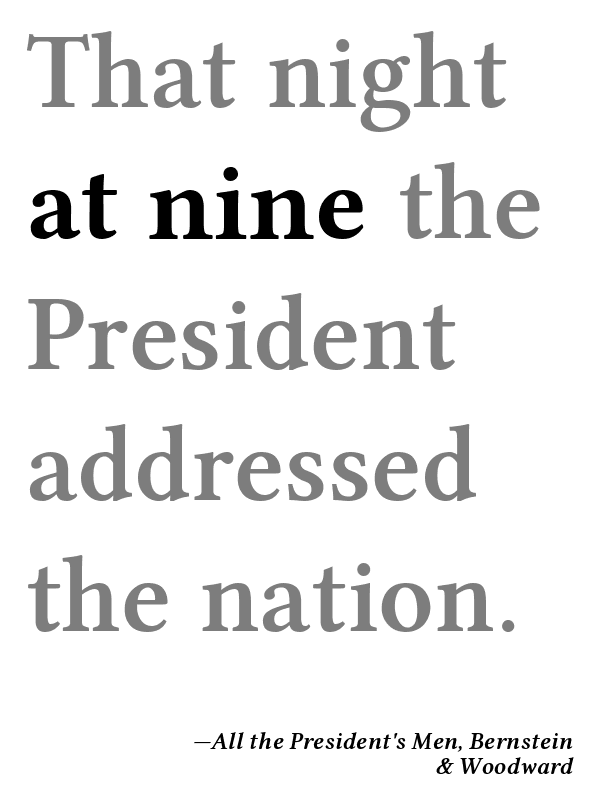 That night
at nine the
President
addressed
the nation.
—All the President's Men, Bernstein
& Woodward